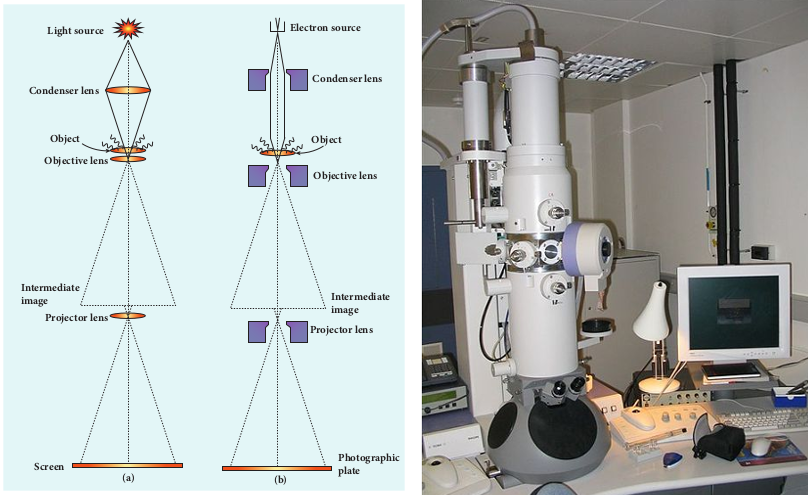 Light source
Condenser lens
Object
Objective lens
Intermediate
image
Projector lens
Screen
(a)
Electron source
Condenser lens
Object
Objective lens
Intermediate
image
Projector lens
Photographic
plate
(b)